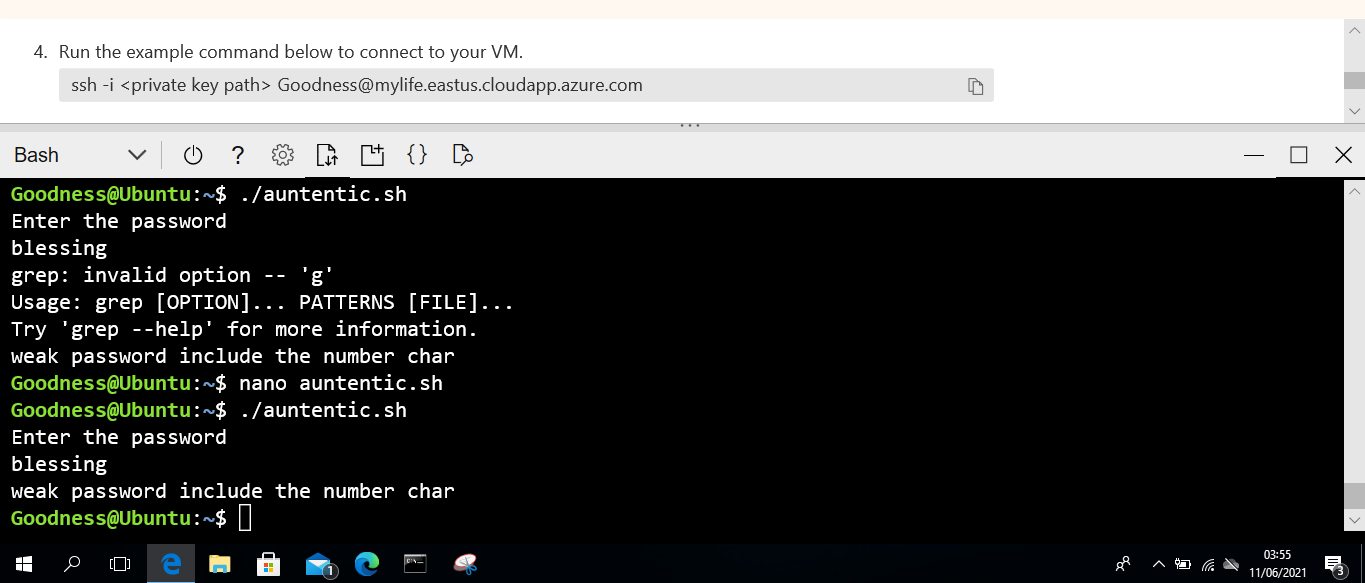 4. Run the example command below to connect to your VM.
ssh -i <private key path> Goodness@mylife.eastus.cloudapp.azure.com
Bash
Goodness@Ubuntu:~$ ./auntentic.sh
Enter the password
blessing
grep: invalid option -- 'g'
Usage: grep [OPTION]... PATTERNS [FILE]...
Try 'grep --help' for more information.
weak password include the number char
Goodness@Ubuntu:~$ nano auntentic.sh
Goodness@Ubuntu:~$ ./auntentic.sh
Enter the password
blessing
weak password include the number char
Goodness@Ubuntu:~$
1
03:55
11/06/2021
3